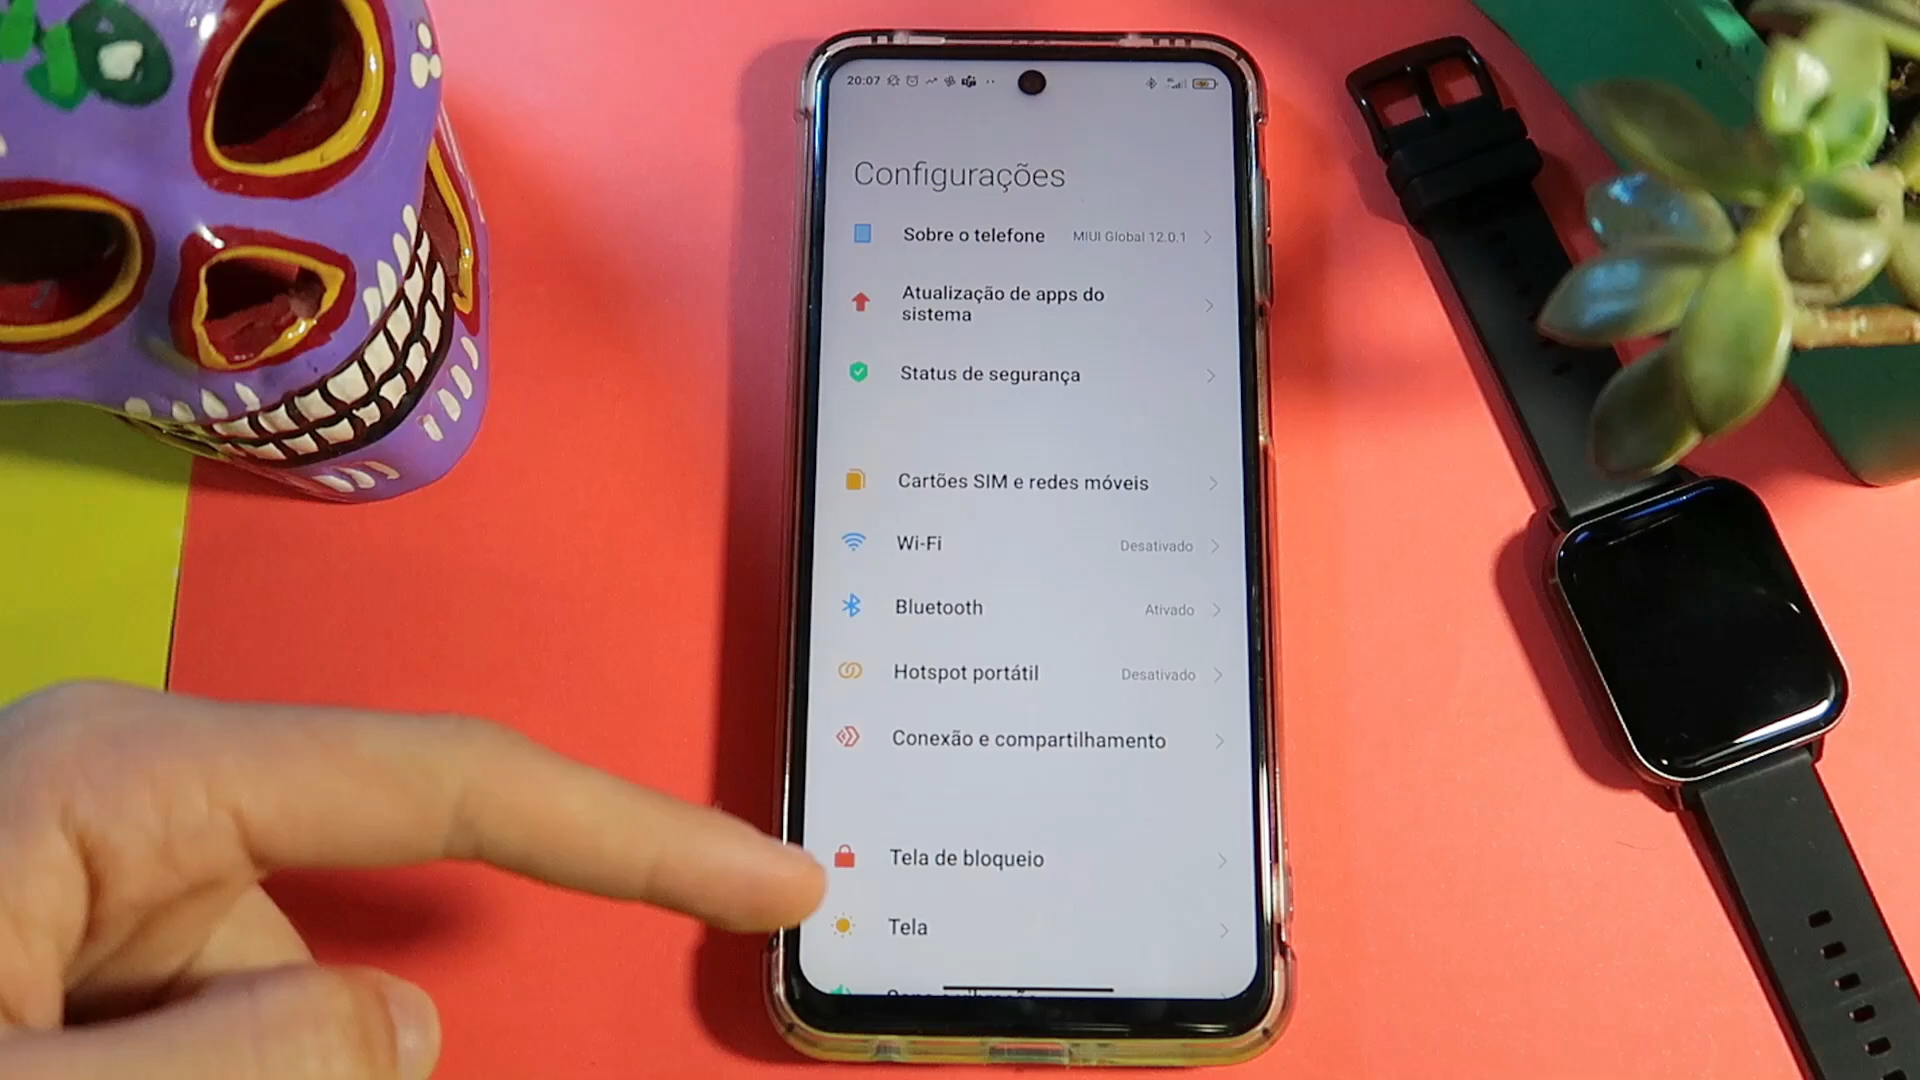 20:07
Configurações
Sobre o telefone MIUI Global 12.0.1
Atualização de apps do
sistema
Status de segurança
Cartões SIM e redes móveis
Wi-Fi Desativado
Bluetooth Ativado
Hotspot portátil Desativado
Conexão e compartilhamento
Tela de bloqueio
Tela